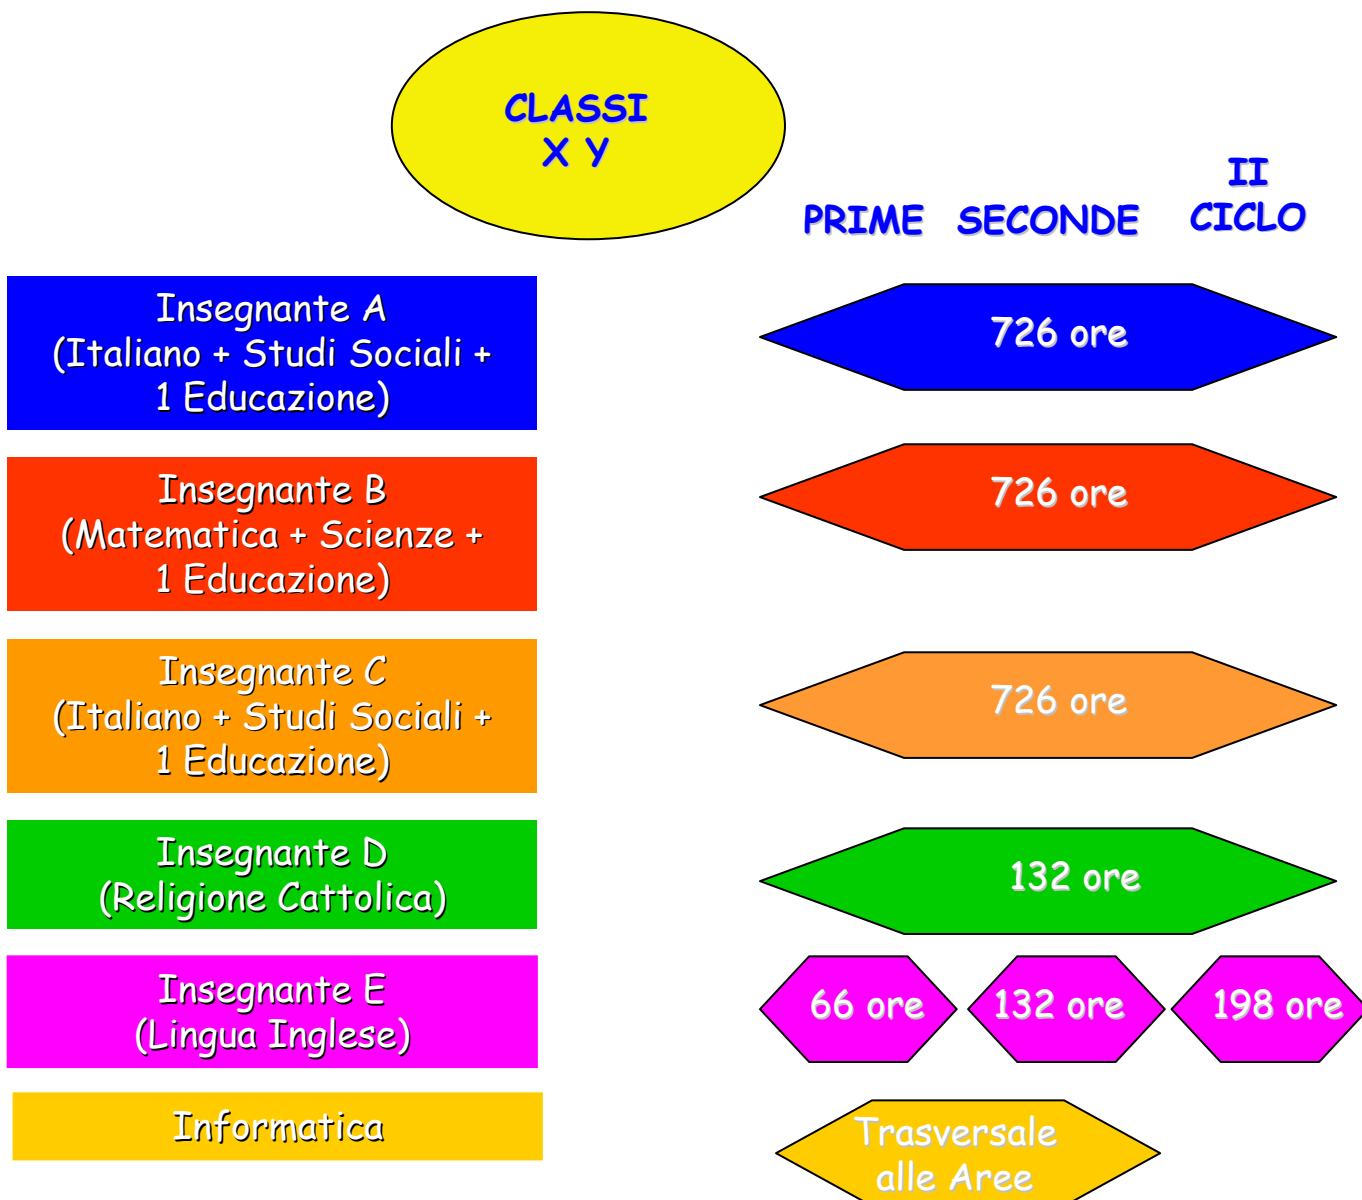 CLASSI
X Y
II
PRIME SECONDE CICLO
Insegnante A
(Italiano + Studi Sociali +
1 Educazione)
726 ore
Insegnante B
(Matematica + Scienze +
1 Educazione)
726 ore
Insegnante C
(Italiano + Studi Sociali +
1 Educazione)
726 ore
Insegnante D
(Religione Cattolica)
132 ore
Insegnante E
(Lingua Inglese)
66 ore 132 ore 198 ore
Informatica
Trasversale
alle Aree